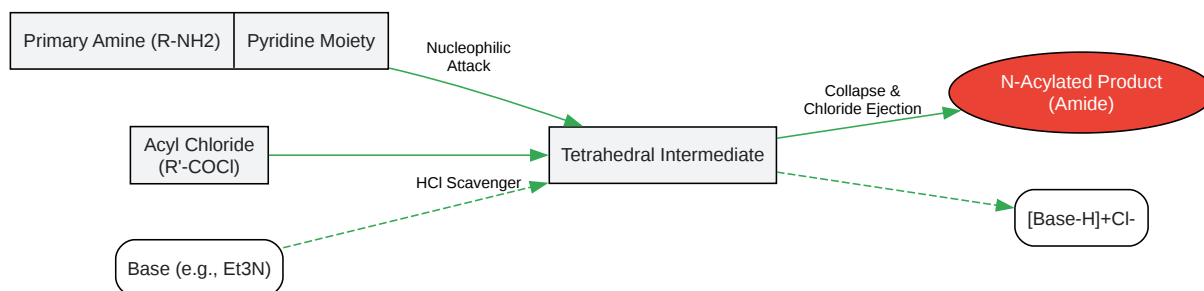 Primary Amine (R-NH2)
Pyridine Moiety
Nucleophilic
Attack
Acyl Chloride
(R'-COCl)
HCl Scavenger
Base (e.g., Et3N)
Tetrahedral Intermediate
Collapse &
Chloride Ejection
N-Acylated Product
(Amide)
[Base-H]+Cl-